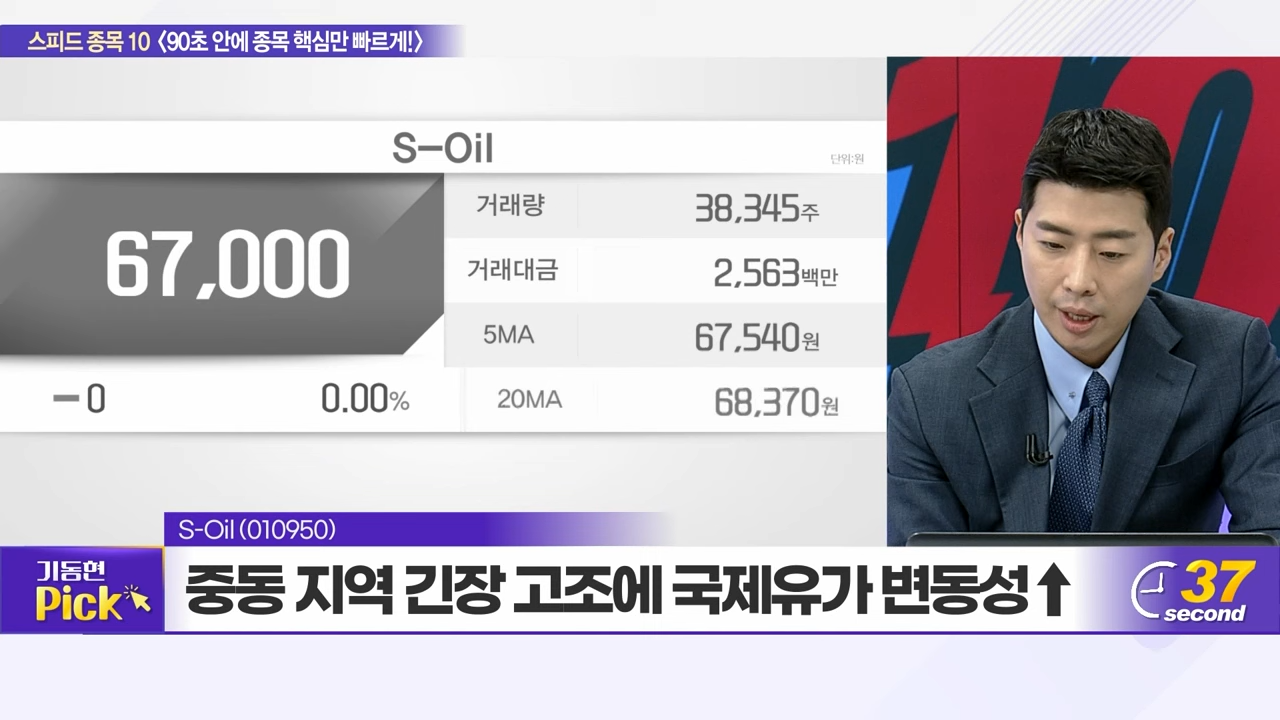 스피드 종목 10 <90초 안에 종목 핵심만 빠르게!>
S-Oil
단위:원
67,000
0 0.00%
거래량 38,345주
거래대금 2,563백만
5MA 67,540원
20MA 68,370원
S-Oil (010950)
기동현
Pick
중동 지역 긴장 고조에 국제유가 변동성↑
37
second